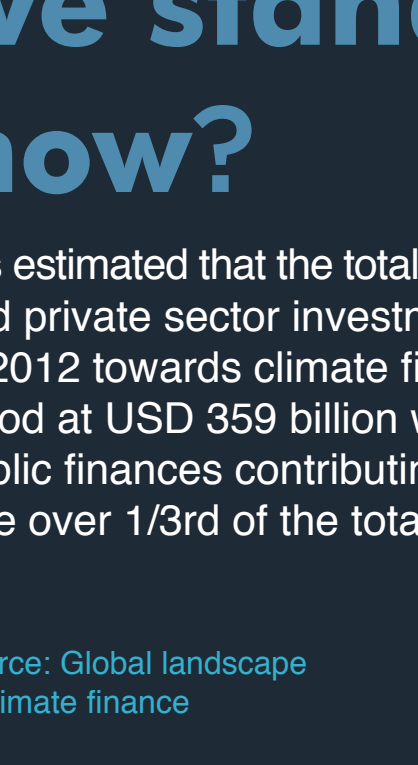 ve stand
now?
s estimated that the total
d private sector investm
2012 towards climate fi
od at USD 359 billion w
blic finances contributin
e over 1/3rd of the tota
rce: Global landscape
imate finance